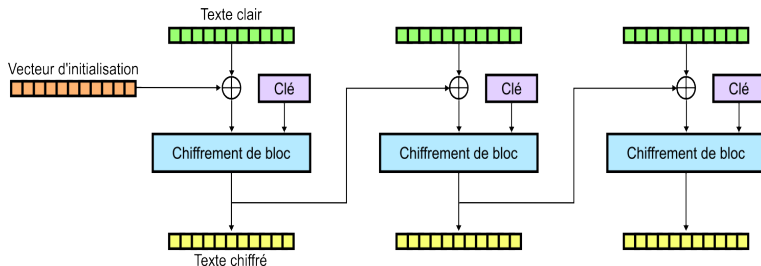 Texte clair
Vecteur d'initialisation
Clé
Clé
Clé
Chiffrement de bloc
Chiffrement de bloc
Chiffrement de bloc
Texte chiffré